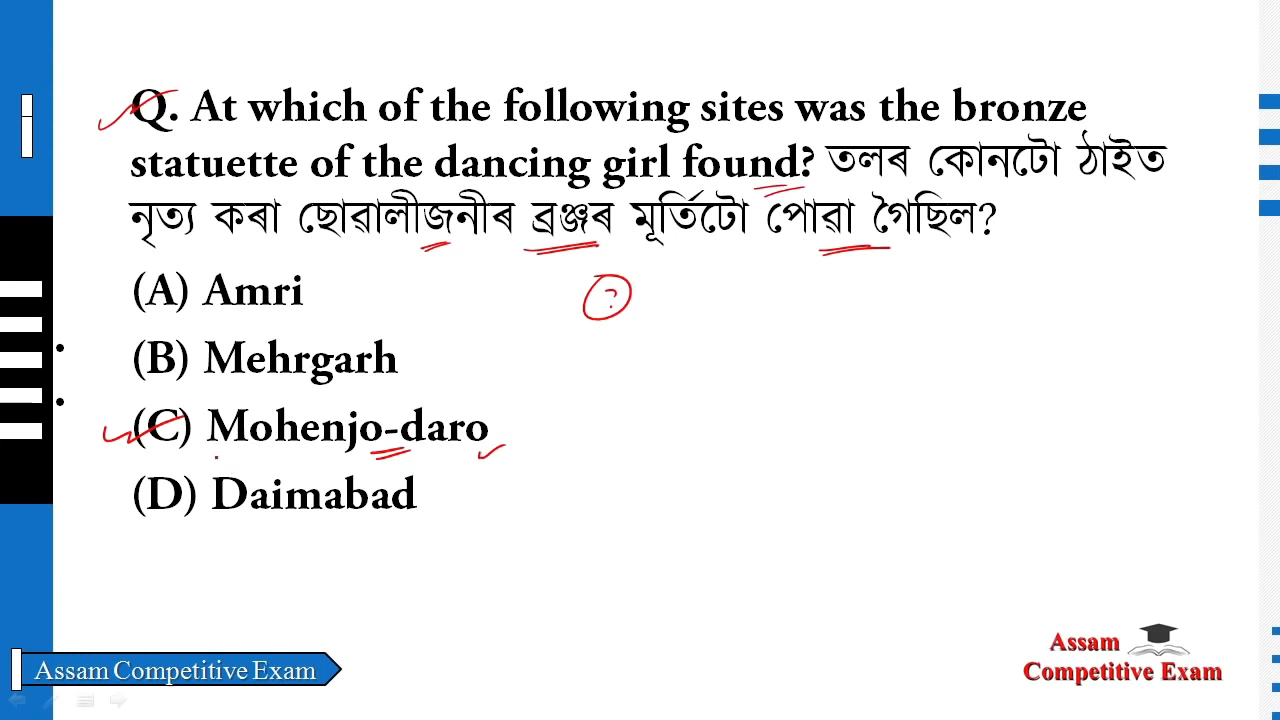 Q. At which of the following sites was the bronze
statuette of the dancing girl found? তলৰ কোনটো ঠাইত
নৃত্য কৰা ছোৱালীজনীৰ ব্ৰঞ্জৰ মূৰ্তিটো পোৱা গৈছিল?
?
(A) Amri
(B) Mehrgarh
(C) Mohenjo-daro
(D) Daimabad
Assam Competitive Exam
Assam
Competitive Exam